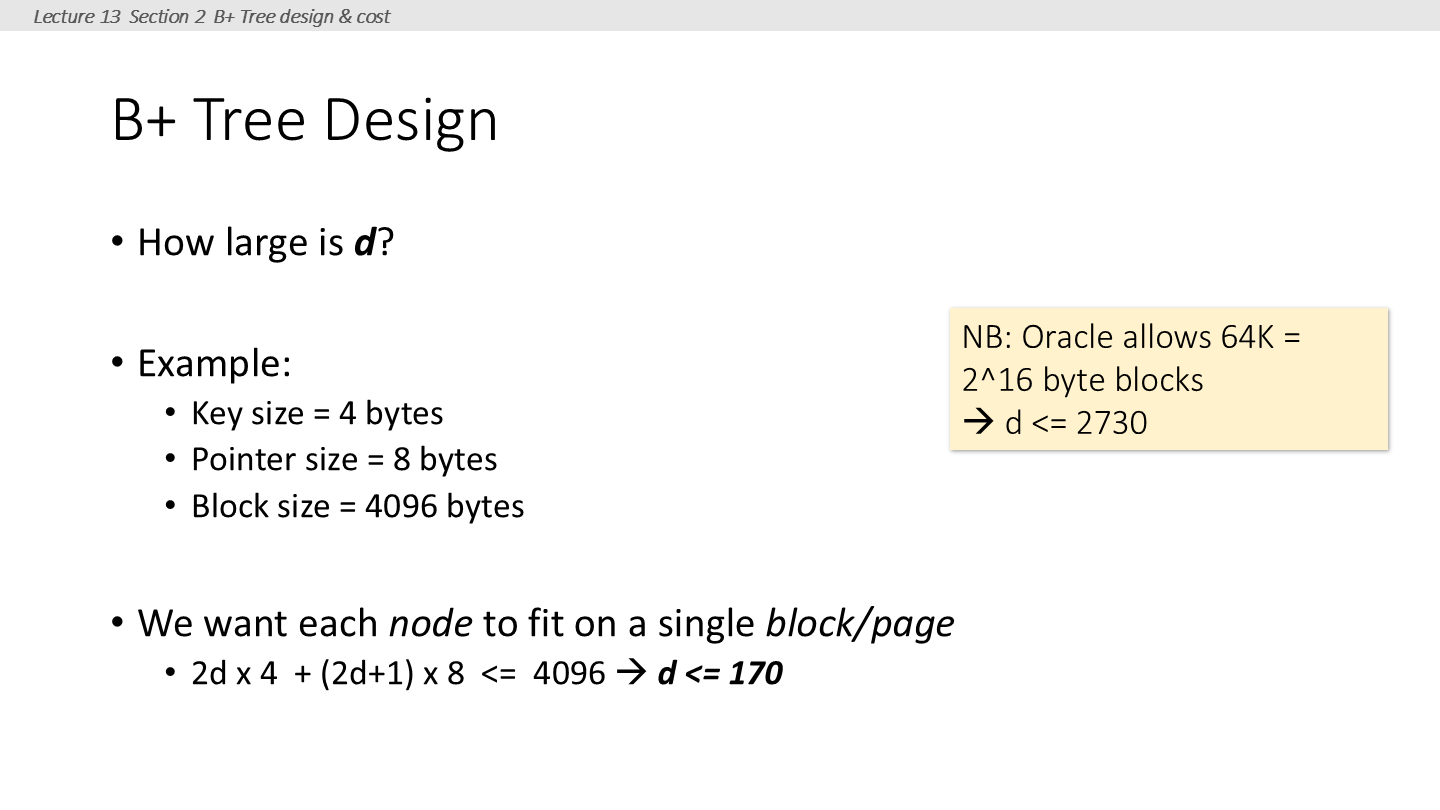 Lecture 13 Section 2 B+ Tree design & cost
B+ Tree Design
• How large is d?
• Example:
• Key size = 4 bytes
• Pointer size = 8 bytes
• Block size = 4096 bytes
NB: Oracle allows 64K =
2^16 byte blocks
→ d <= 2730
• We want each node to fit on a single block/page
• 2d x 4 + (2d+1) x 8 <= 4096 → d <= 170